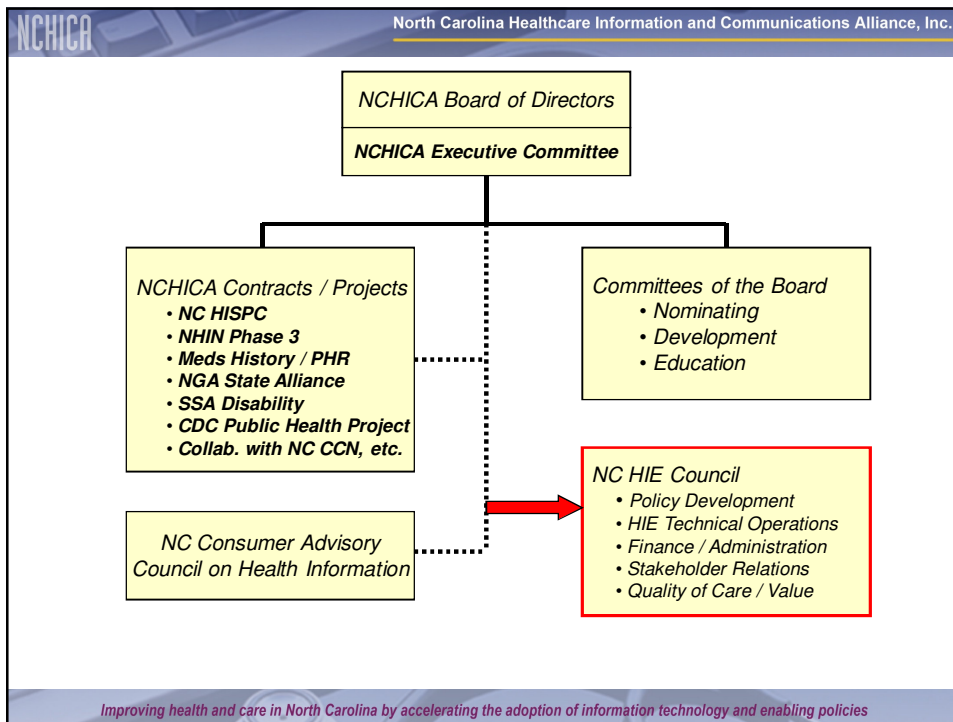 NCHICA
North Carolina Healthcare Information and Communications Alliance, Inc.
NCHICA Board of Directors
NCHICA Executive Committee
NCHICA Contracts / Projects
• NC HISPC
• NHIN Phase 3
• Meds History / PHR
• NGA State Alliance
• SSA Disability
• CDC Public Health Project
• Collab. with NC CCN, etc.
Committees of the Board
• Nominating
• Development
• Education
NC Consumer Advisory
Council on Health Information
NC HIE Council
• Policy Development
• HIE Technical Operations
• Finance / Administration
• Stakeholder Relations
• Quality of Care / Value
Improving health and care in North Carolina by accelerating the adoption of information technology and enabling policies